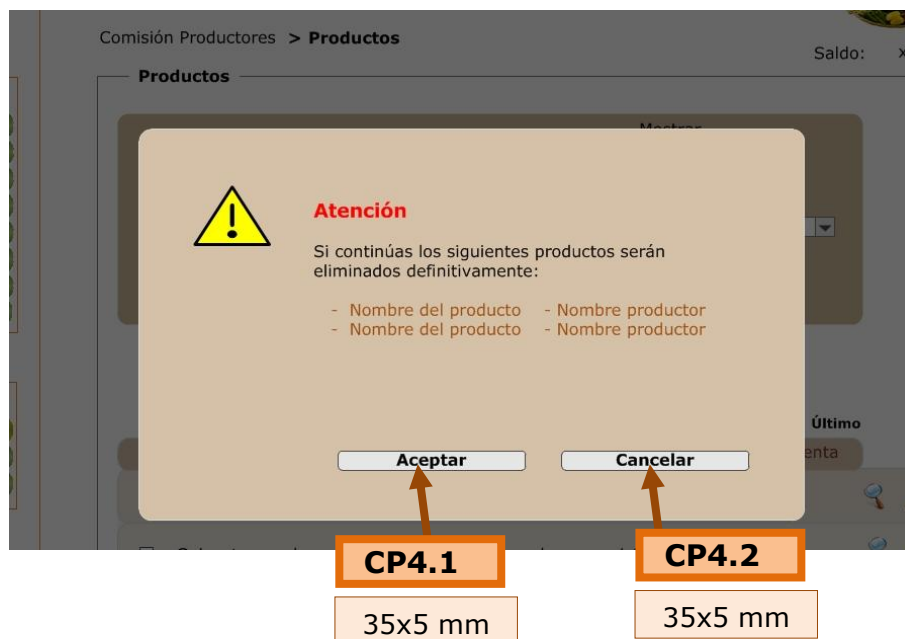 Comisión Productores > Productos
Saldo:
Productos
Mostrar
Atención
Si continúas los siguientes productos serán
eliminados definitivamente:
- Nombre del producto - Nombre productor
- Nombre del producto - Nombre productor
Último
Aceptar Cancelar
CP4.1 CP4.2
35x5 mm 35x5 mm